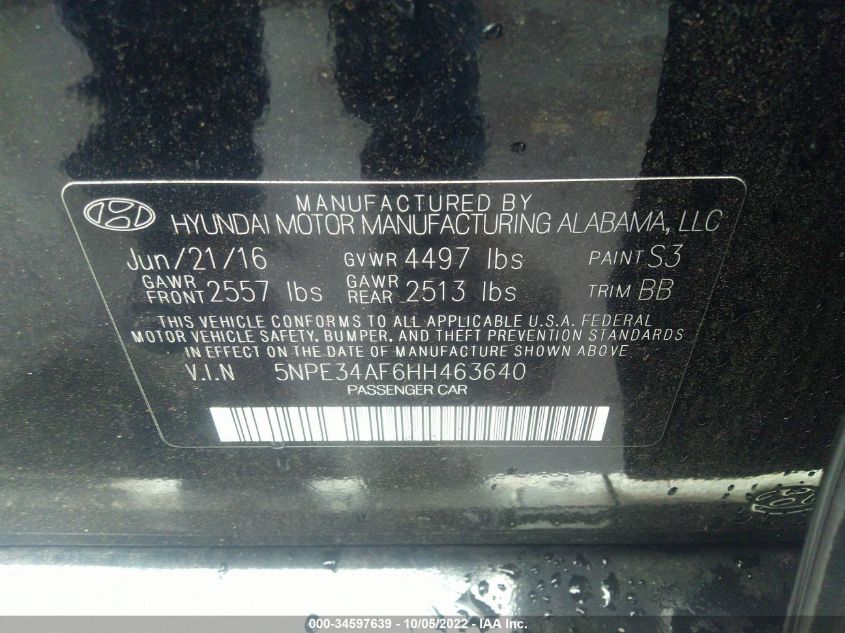 MANUFACTURED BY
HYUNDAI MOTOR MANUFACTURING ALABAMA, LLC
Jun/21/16 GVWR 4497 lbs PAINT S3
GAWR FRONT 2557 lbs GAWR REAR 2513 lbs TRIM BB
THIS VEHICLE CONFORMS TO ALL APPLICABLE U.S.A. FEDERAL
MOTOR VEHICLE SAFETY, BUMPER, AND THEFT PREVENTION STANDARDS
IN EFFECT ON THE DATE OF MANUFACTURE SHOWN ABOVE
V.I.N 5NPE34AF6HH463640
PASSENGER CAR
000-34597639 - 10/05/2022 - IAA Inc.